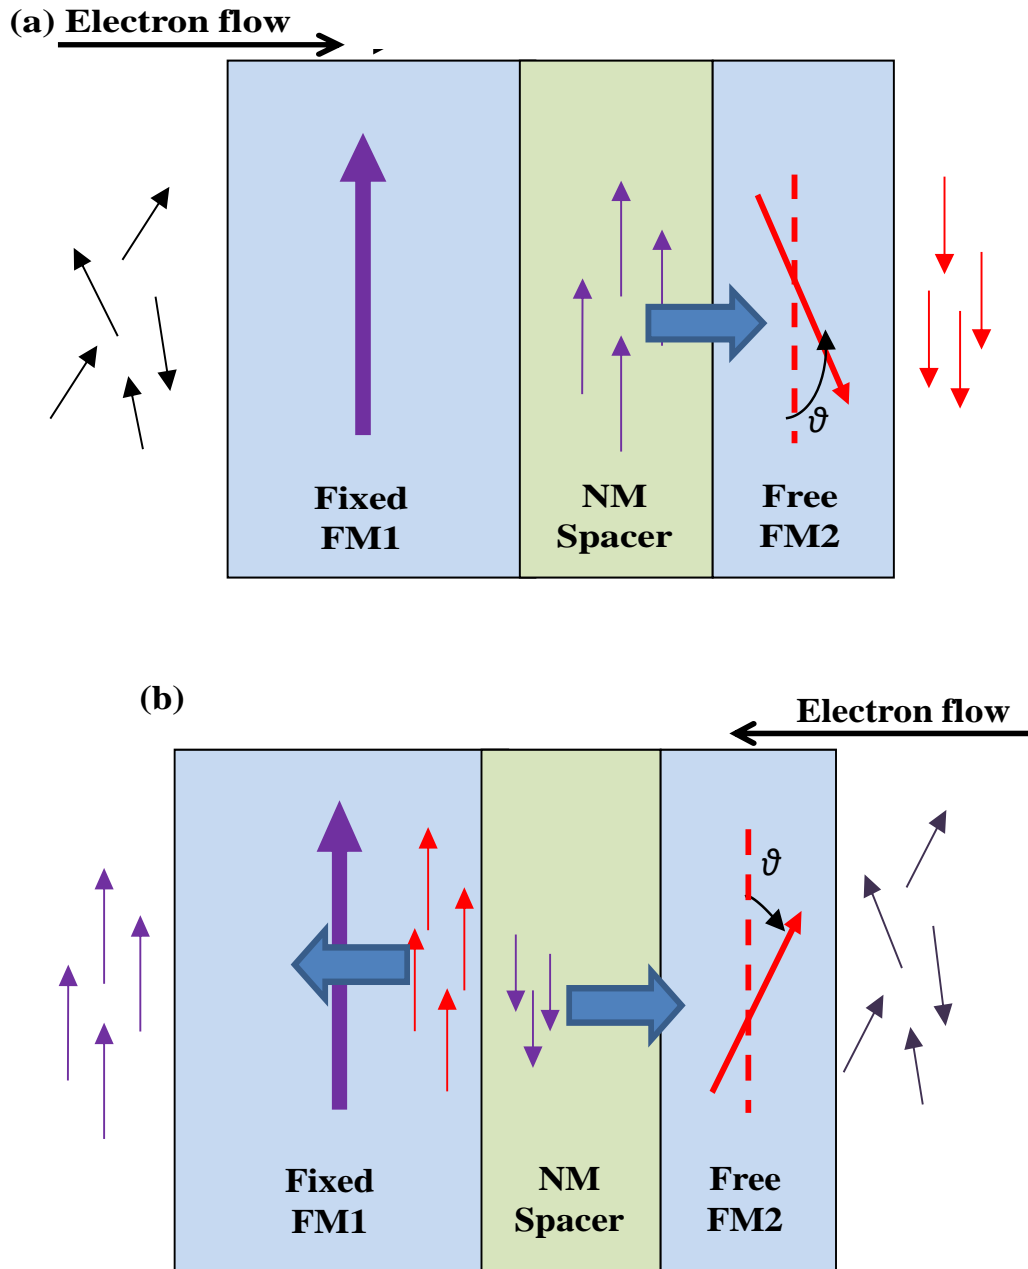 (a) Electron flow
ϑ
Fixed
FM1
NM
Spacer
Free
FM2
(b)
Electron flow
ϑ
Fixed
FM1
NM
Spacer
Free
FM2